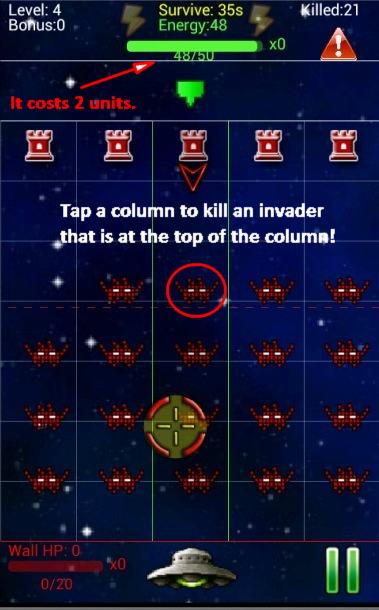 Level: 4
Survive: 35s
Killed:21
Bonus:0
Energy:48
x0
48/50
It costs 2 units.
Tap a column to kill an invader
that is at the top of the column!
Wall HP: 0
x0
0/20